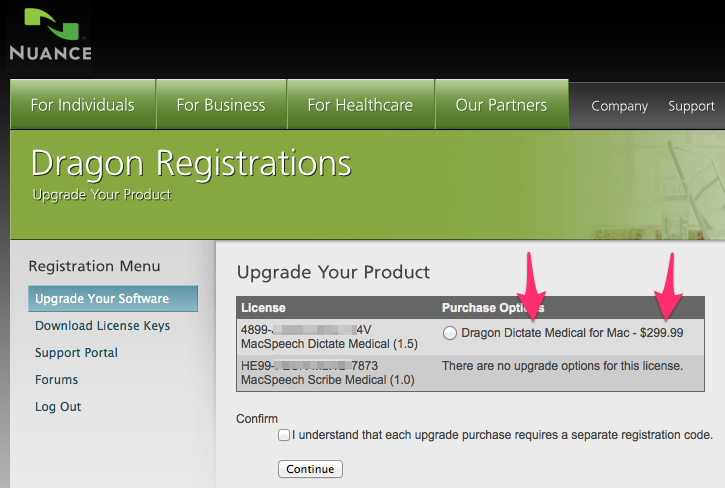 NUANCE
For Individuals
For Business
For Healthcare
Our Partners
Company
Support
Dragon Registrations
Upgrade Your Product
Registration Menu
Upgrade Your Software
Download License Keys
Support Portal
Forums
Log Out
Upgrade Your Product
License
Purchase Options
4899- 4V
MacSpeech Dictate Medical (1.5)
Dragon Dictate Medical for Mac - $299.99
HE99- 7873
MacSpeech Scribe Medical (1.0)
There are no upgrade options for this license.
Confirm
I understand that each upgrade purchase requires a separate registration code.
Continue